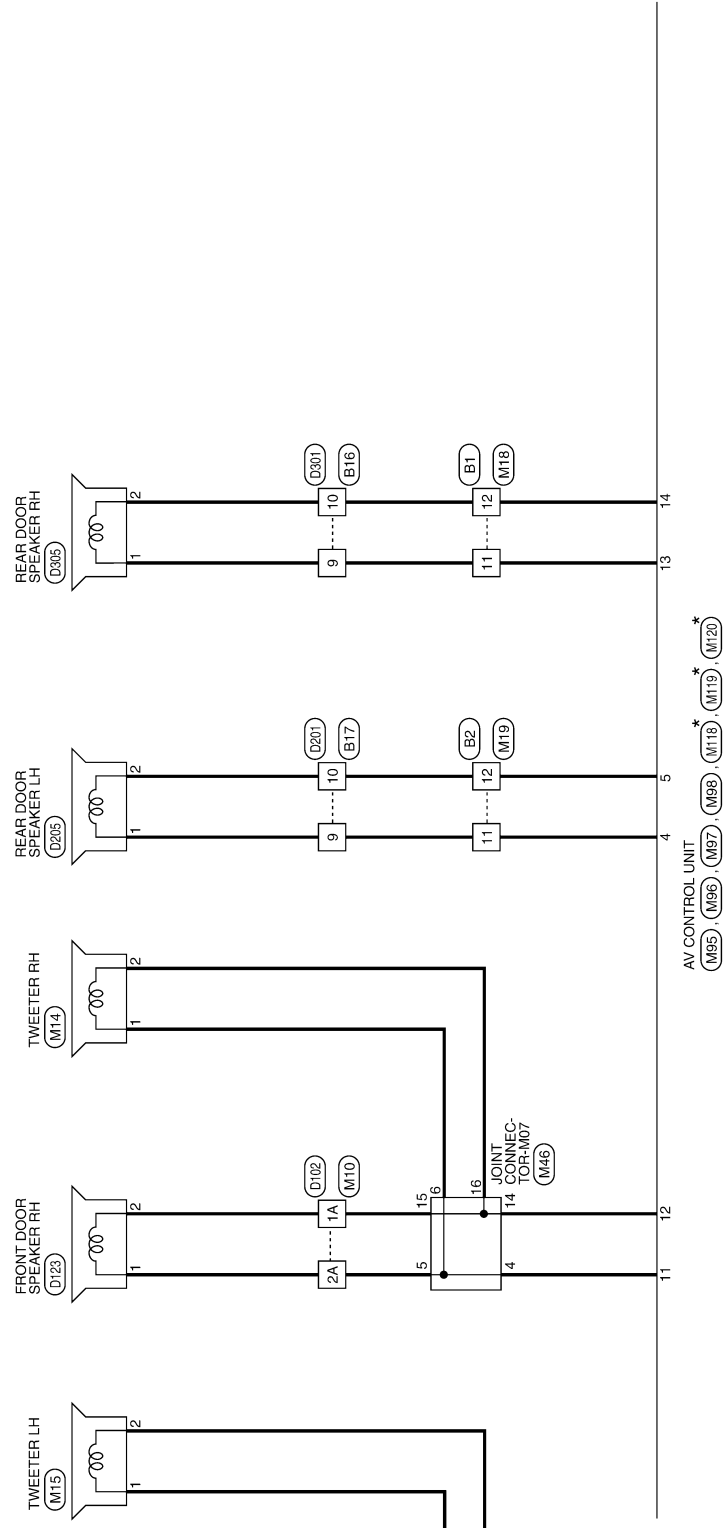 TWEETER LH
M15
1
2
FRONT DOOR
SPEAKER RH
D123
1
2
2A
1A
D102
M10
5
15
6
16
4
14
JOINT
CONNEC-
TOR-M07
M46
11
12
TWEETER RH
M14
1
2
REAR DOOR
SPEAKER LH
D205
1
2
9
10
D201
B17
11
12
B2
M19
4
5
REAR DOOR
SPEAKER RH
D305
1
2
9
10
D301
B16
11
12
B1
M18
13
14
AV CONTROL UNIT
M95 , M96 , M97 , M98 , M118 * , M119 * , M120 *